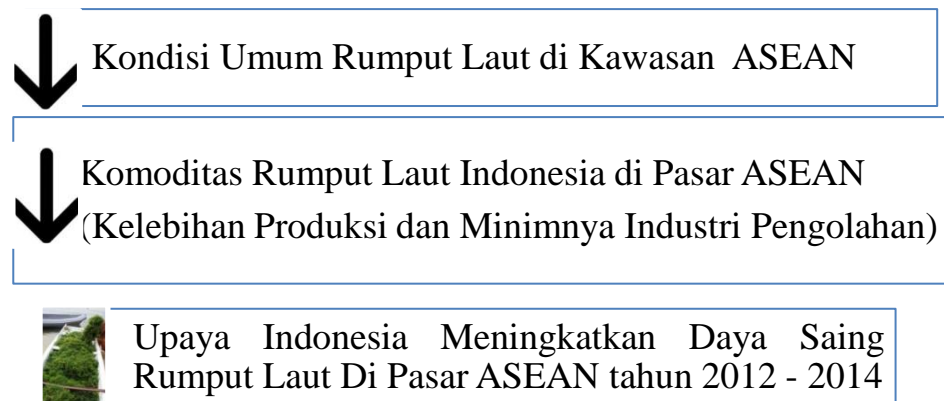 Kondisi Umum Rumput Laut di Kawasan ASEAN
Komoditas Rumput Laut Indonesia di Pasar ASEAN
(Kelebihan Produksi dan Minimnya Industri Pengolahan)
Upaya Indonesia Meningkatkan Daya Saing
Rumput Laut Di Pasar ASEAN tahun 2012 - 2014